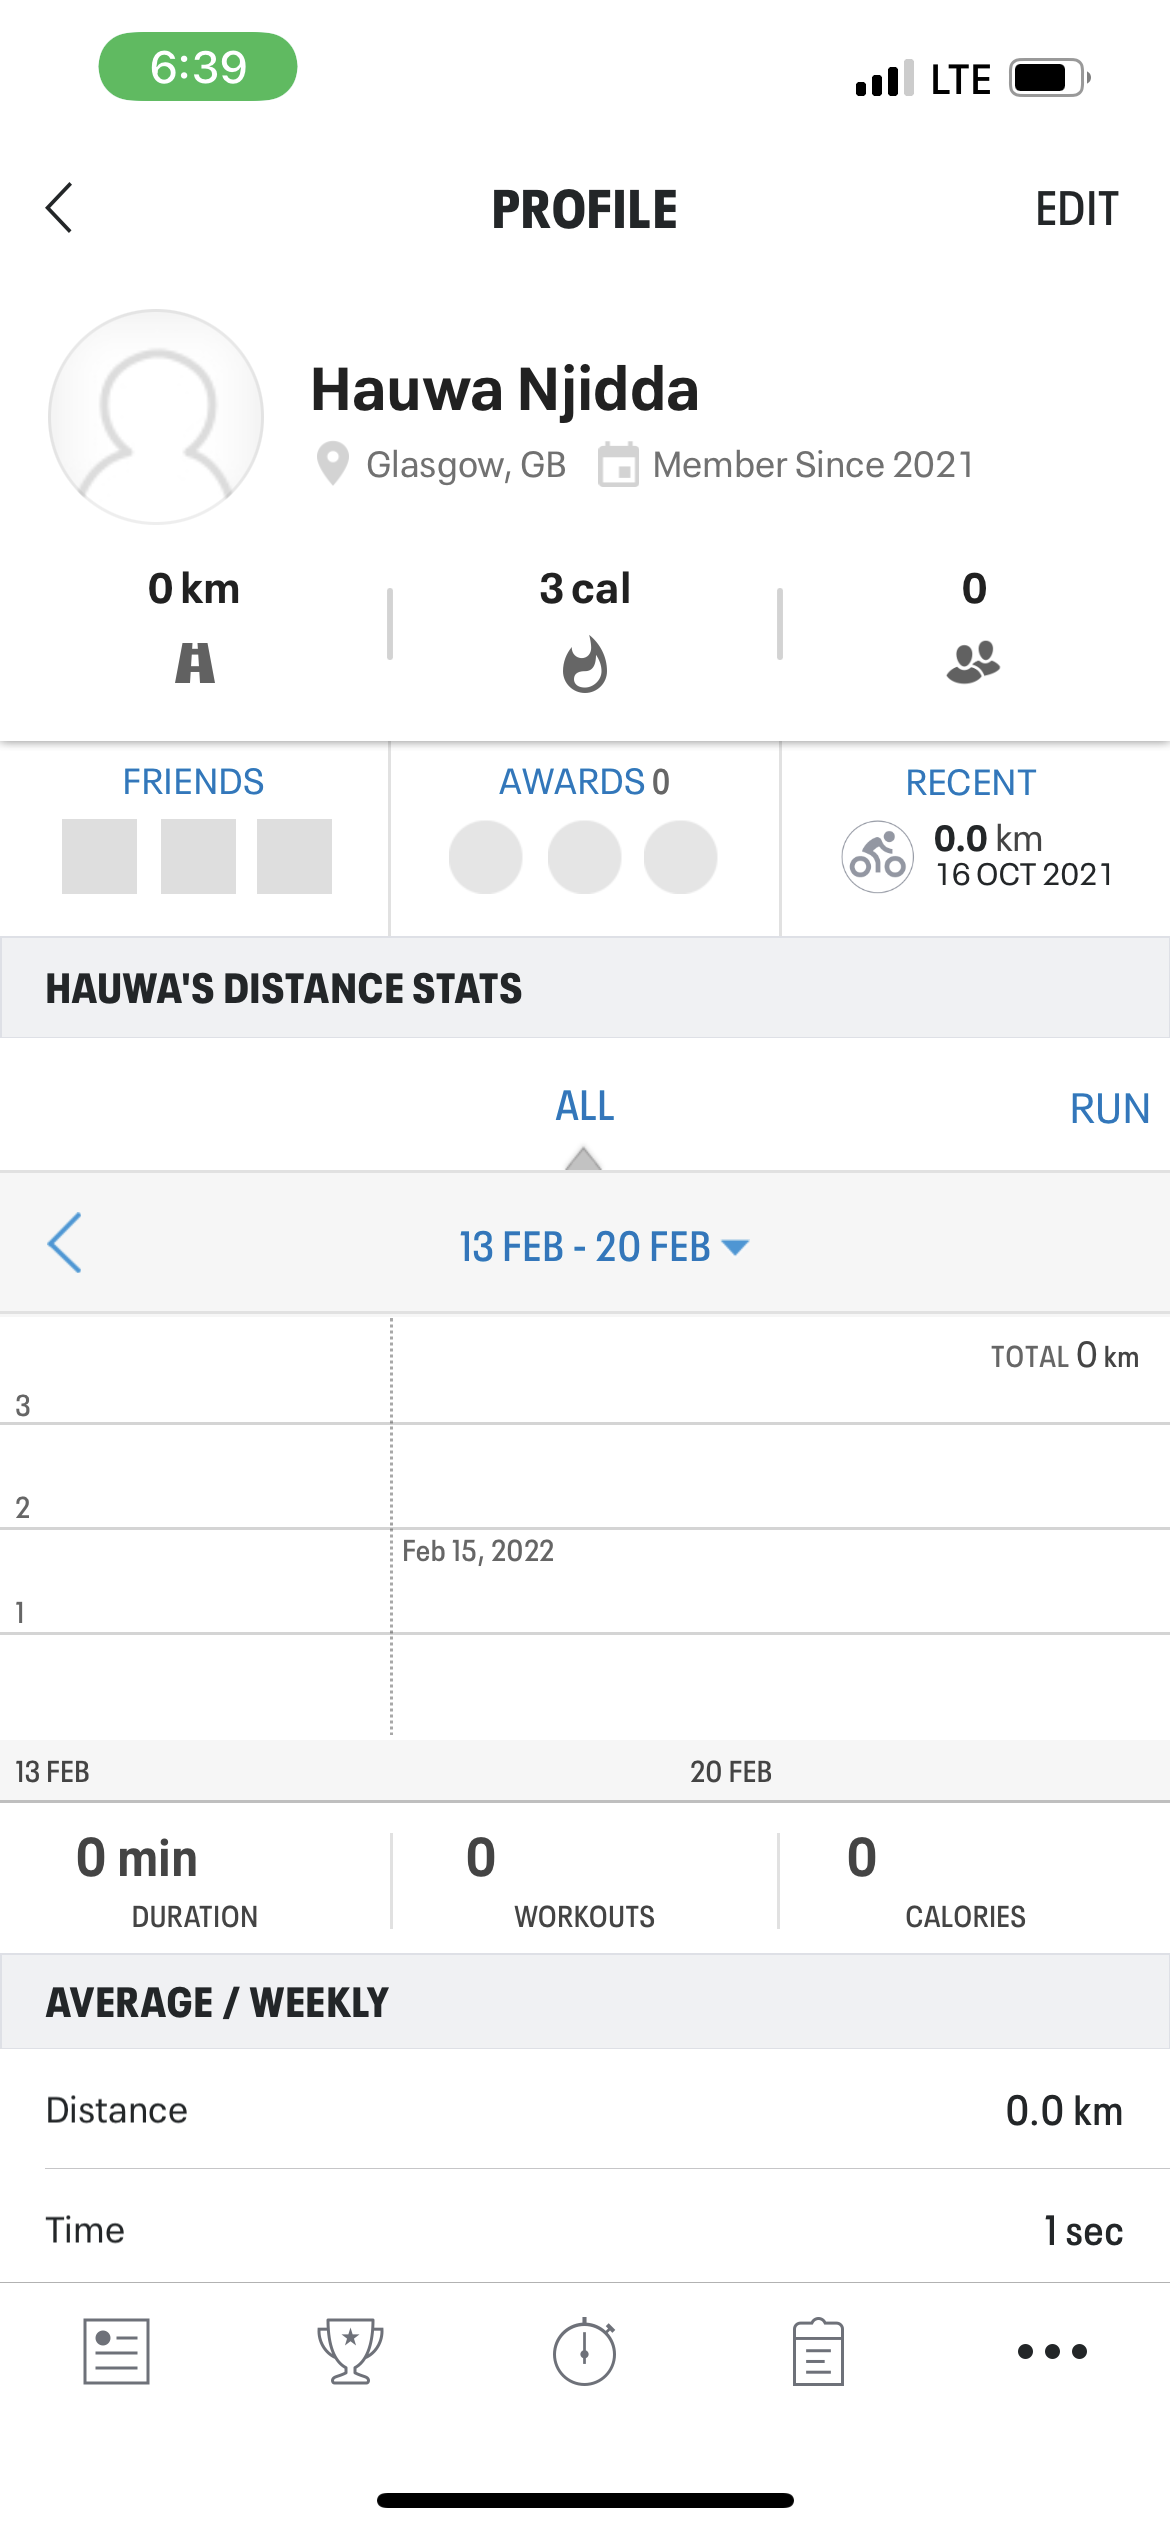 6:39
LTE
PROFILE
EDIT
Hauwa Njidda
Glasgow, GB
Member Since 2021
0 km
3 cal
0
FRIENDS
AWARDS 0
RECENT
0.0 km
16 OCT 2021
HAUWA'S DISTANCE STATS
ALL
RUN
13 FEB - 20 FEB
TOTAL 0 km
3
2
Feb 15, 2022
1
13 FEB
20 FEB
0 min
0
0
DURATION
WORKOUTS
CALORIES
AVERAGE / WEEKLY
Distance
0.0 km
Time
1 sec